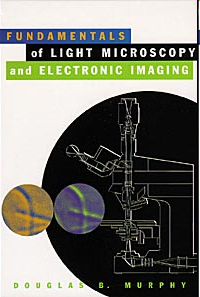 FUNDAMENTALS
of LIGHT MICROSCOPY
and ELECTRONIC IMAGING
DOUGLAS B. MURPHY